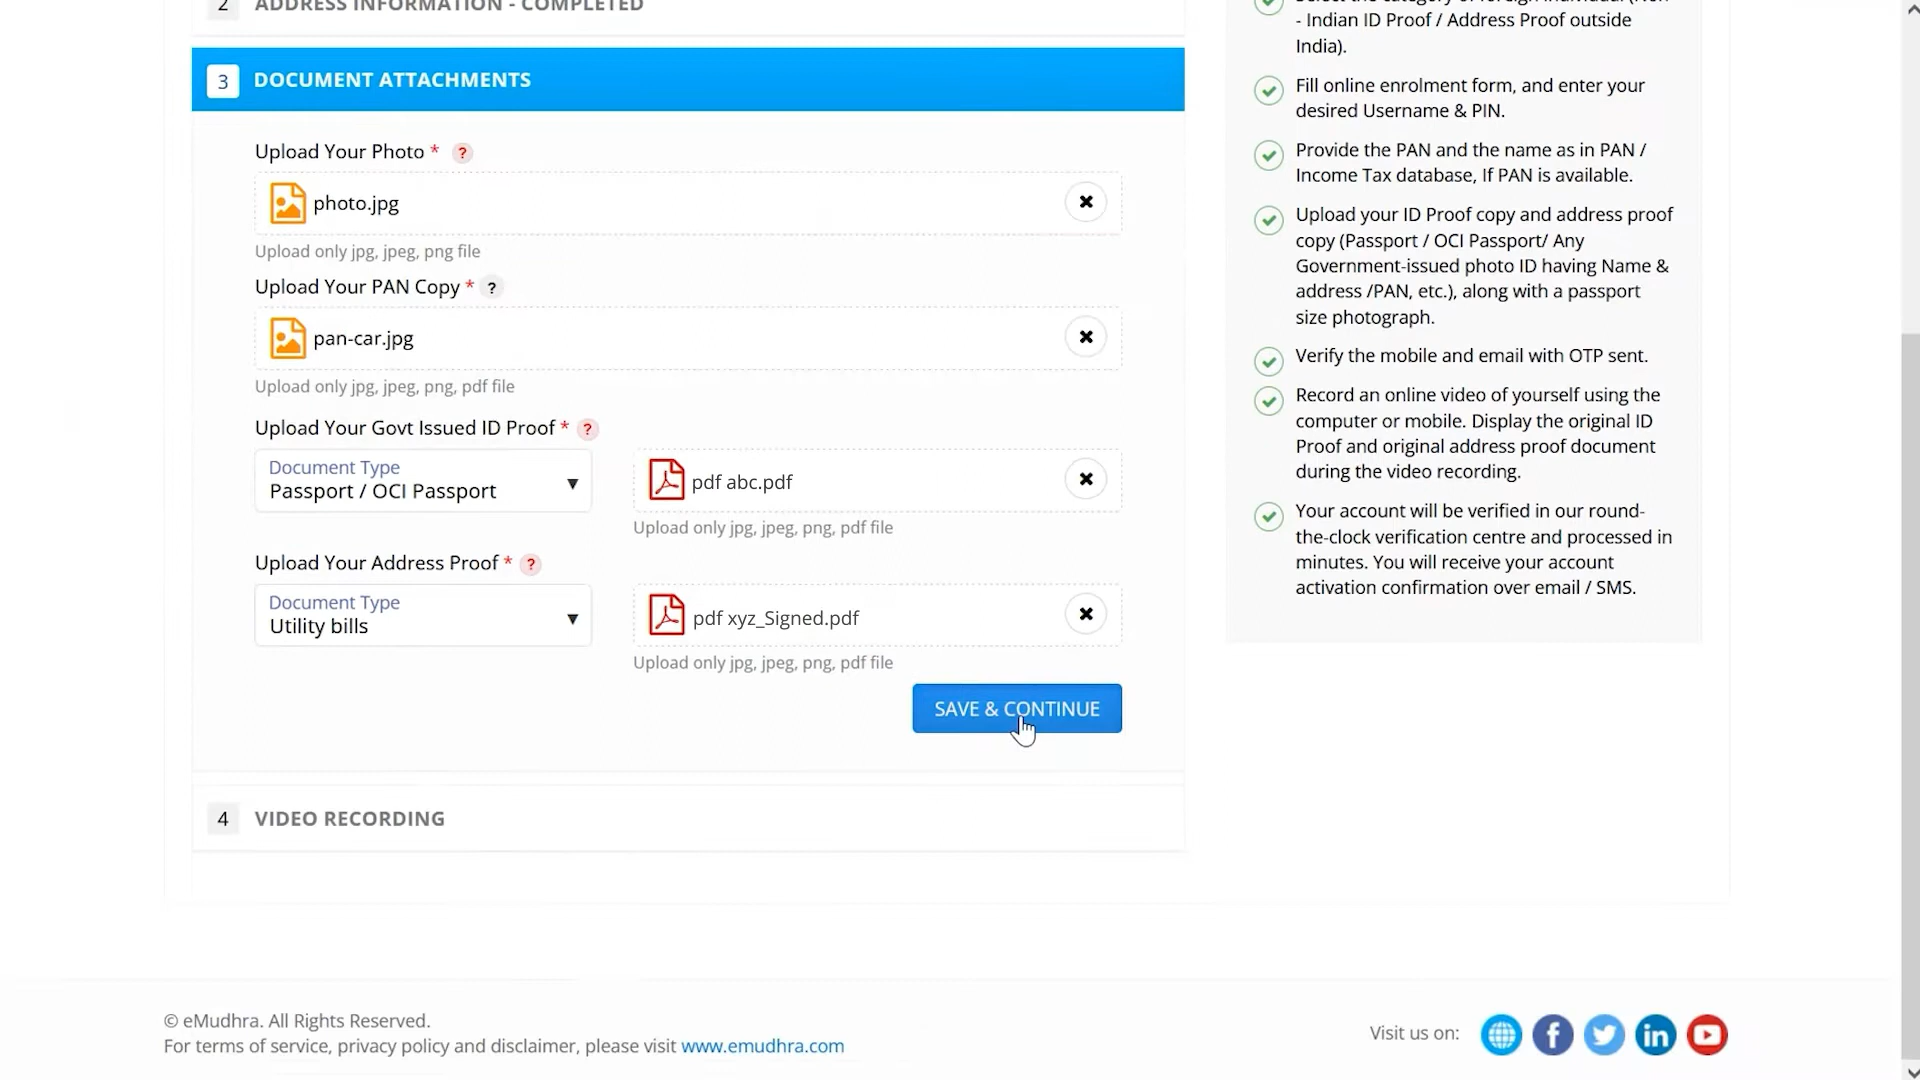 2 ADDRESS INFORMATION - COMPLETED
3 DOCUMENT ATTACHMENTS
Upload Your Photo * ?
photo.jpg
Upload only jpg, jpeg, png file
Upload Your PAN Copy * ?
pan-car.jpg
Upload only jpg, jpeg, png, pdf file
Upload Your Govt Issued ID Proof * ?
Document Type
Passport / OCI Passport
pdf abc.pdf
Upload only jpg, jpeg, png, pdf file
Upload Your Address Proof * ?
Document Type
Utility bills
pdf xyz_Signed.pdf
Upload only jpg, jpeg, png, pdf file
SAVE & CONTINUE
4 VIDEO RECORDING
Select the category of foreign individual (Non
- Indian ID Proof / Address Proof outside
India).
Fill online enrolment form, and enter your
desired Username & PIN.
Provide the PAN and the name as in PAN /
Income Tax database, If PAN is available.
Upload your ID Proof copy and address proof
copy (Passport / OCI Passport/ Any
Government-issued photo ID having Name &
address /PAN, etc.), along with a passport
size photograph.
Verify the mobile and email with OTP sent.
Record an online video of yourself using the
computer or mobile. Display the original ID
Proof and original address proof document
during the video recording.
Your account will be verified in our round-
the-clock verification centre and processed in
minutes. You will receive your account
activation confirmation over email / SMS.
© eMudhra. All Rights Reserved.
For terms of service, privacy policy and disclaimer, please visit www.emudhra.com
Visit us on: